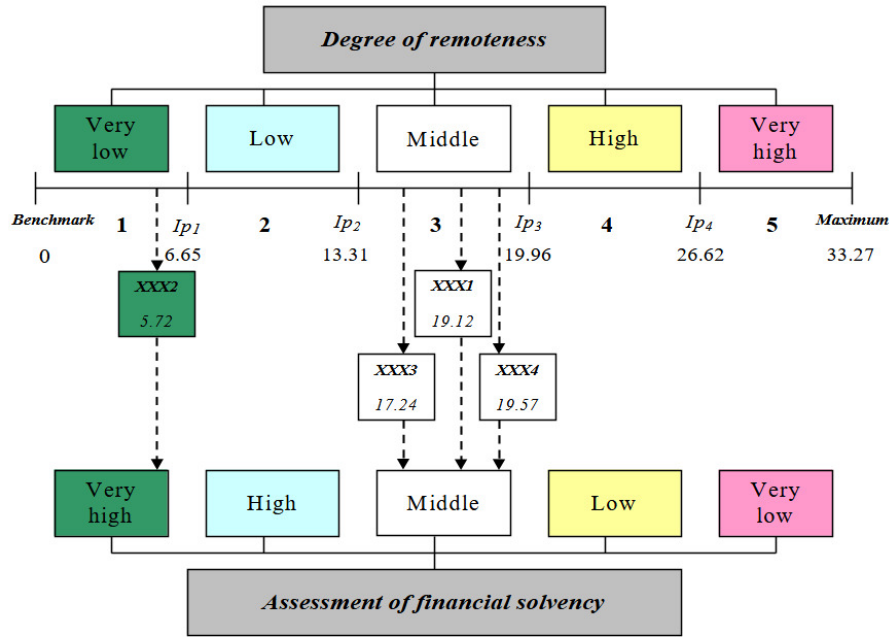 Degree of remoteness
Very
low
Low
Middle
High
Very
high
Benchmark 1 Ip1 2 Ip2 3 Ip3 4 Ip4 5 Maximum
0 6.65 13.31 19.96 26.62 33.27
XXX2
5.72
XXX1
19.12
XXX3
17.24
XXX4
19.57
Very
high
High
Middle
Low
Very
low
Assessment of financial solvency